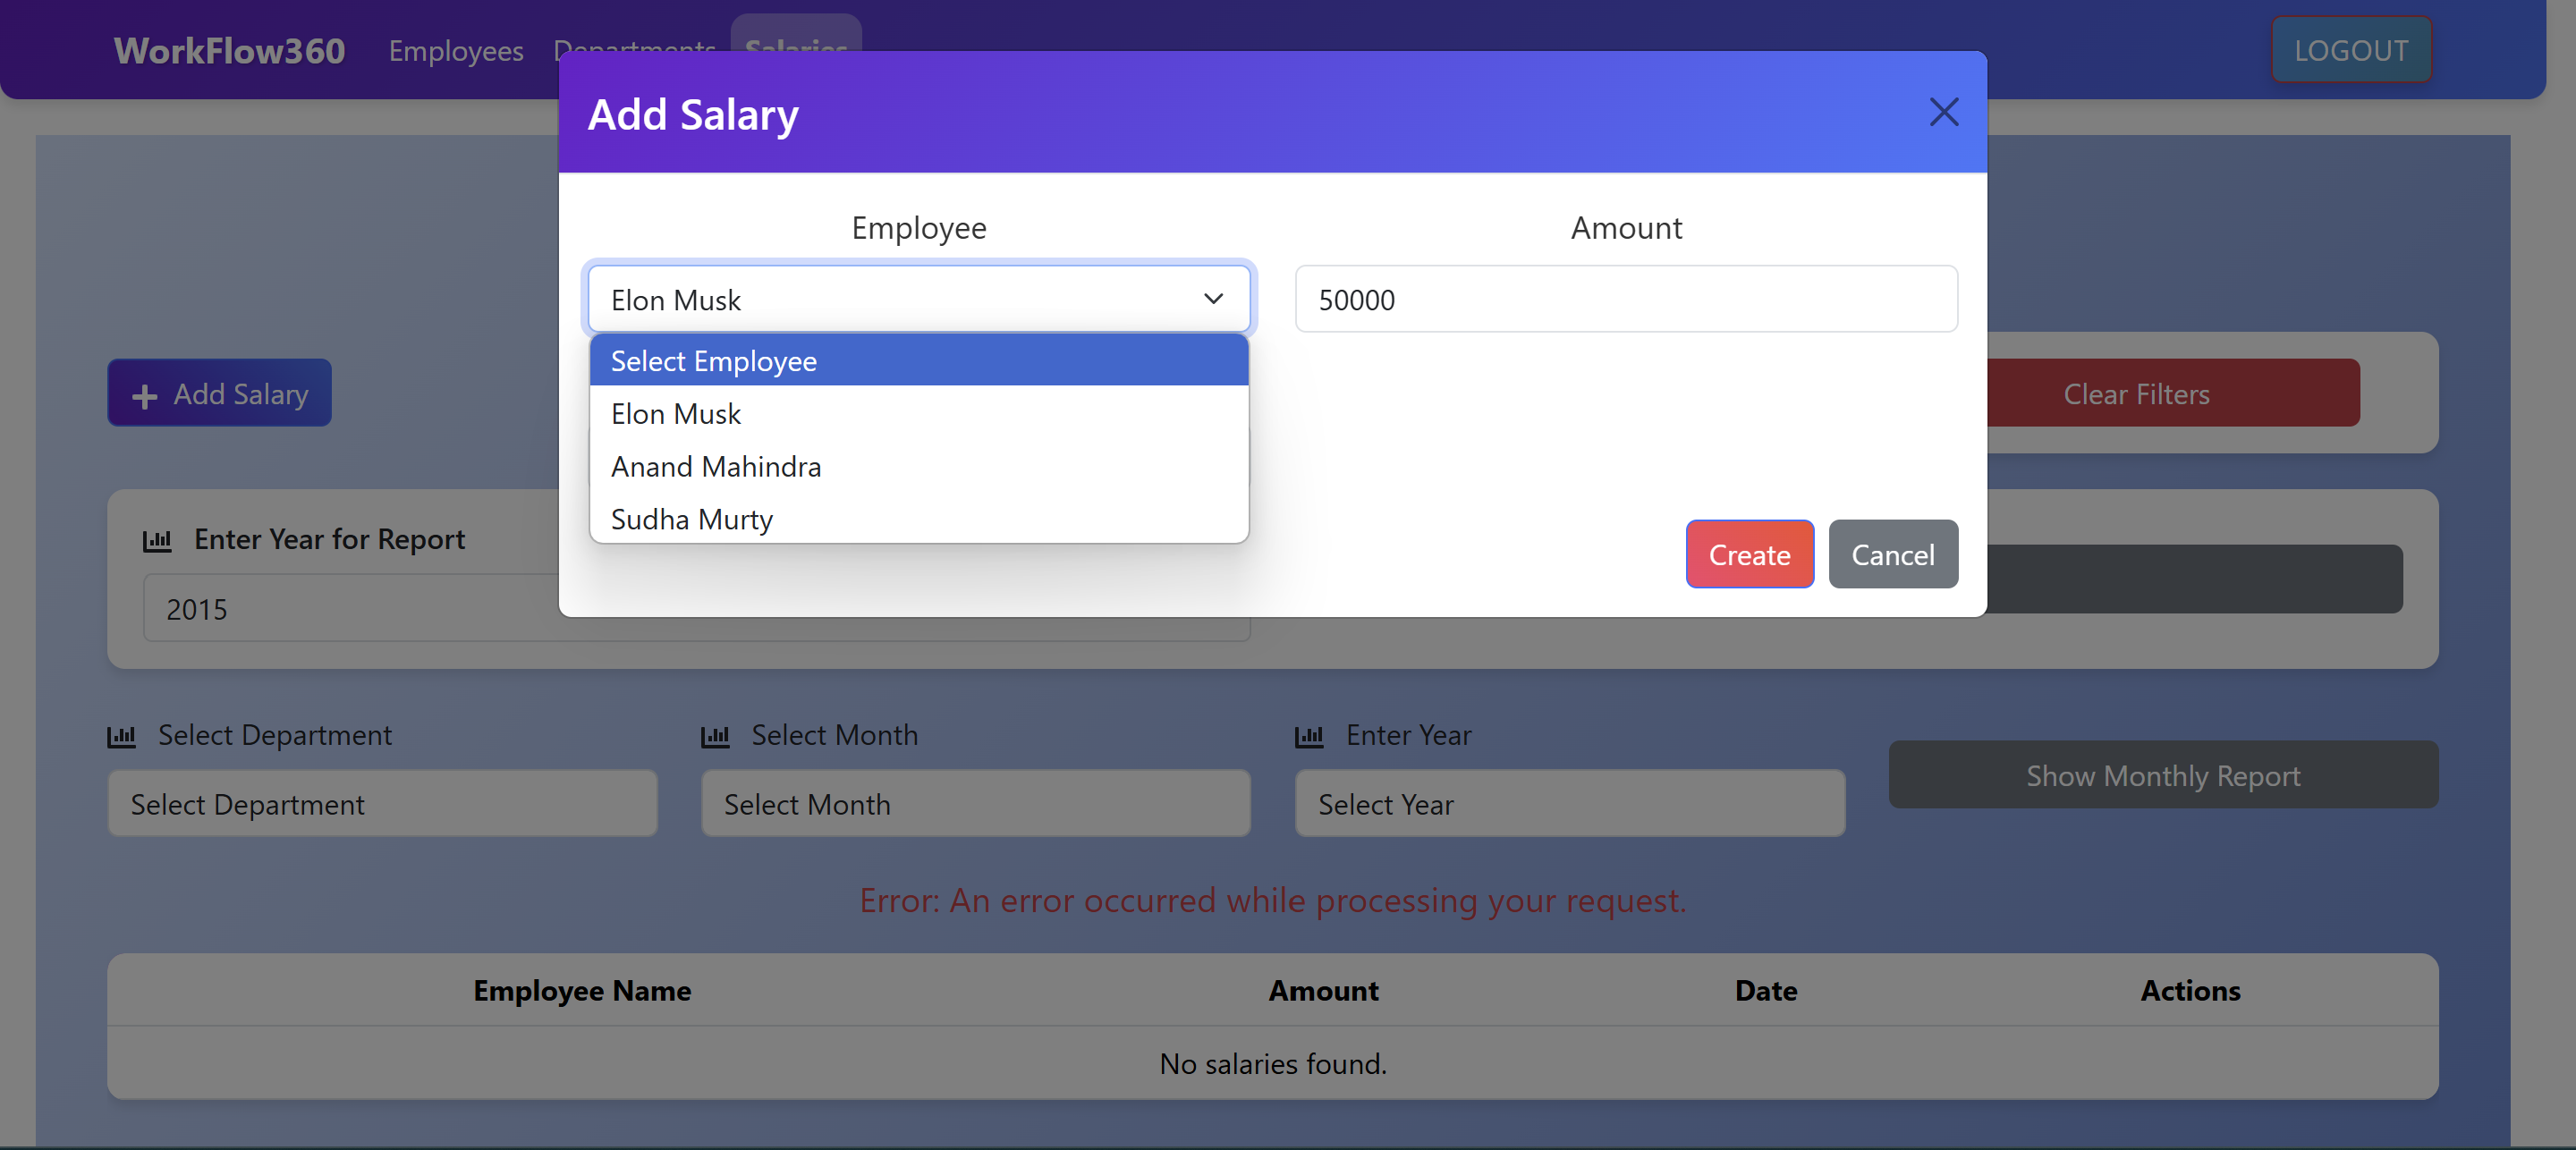 WorkFlow360 Employees Departments Salaries LOGOUT
Add Salary
Employee Amount
Elon Musk 50000
Select Employee
Elon Musk
Anand Mahindra
Sudha Murty
Create Cancel
Add Salary Clear Filters
Enter Year for Report
2015
Select Department Select Month Enter Year
Select Department Select Month Select Year Show Monthly Report
Error: An error occurred while processing your request.
Employee Name Amount Date Actions
No salaries found.